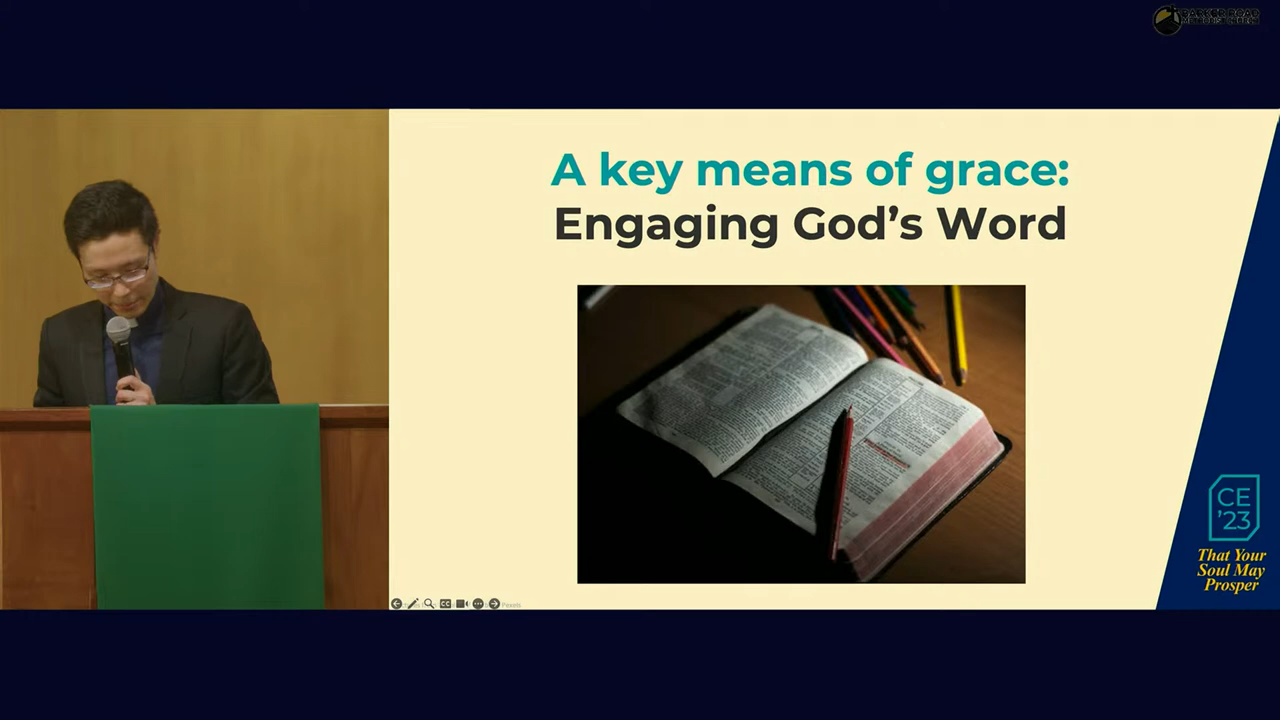 A key means of grace:
Engaging God's Word
CE
'23
That Your
Soul May
Prosper